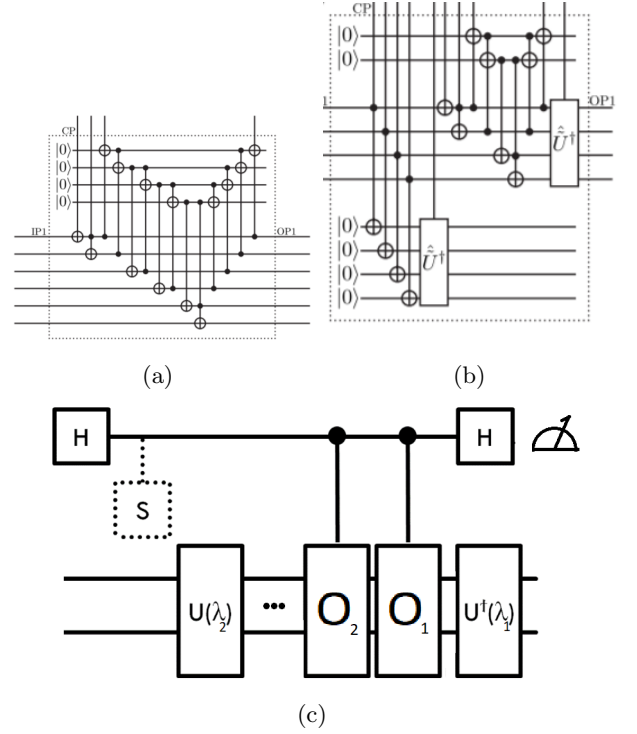 CP
|0⟩
|0⟩
|0⟩
|0⟩
IP1 OP1
(a)
CP
|0⟩
|0⟩
1 OP1
Û̃†
|0⟩
|0⟩
|0⟩
|0⟩
Û̃†
(b)
H H
S
U(λ₂) ••• O₂ O₁ U†(λ₁)
(c)